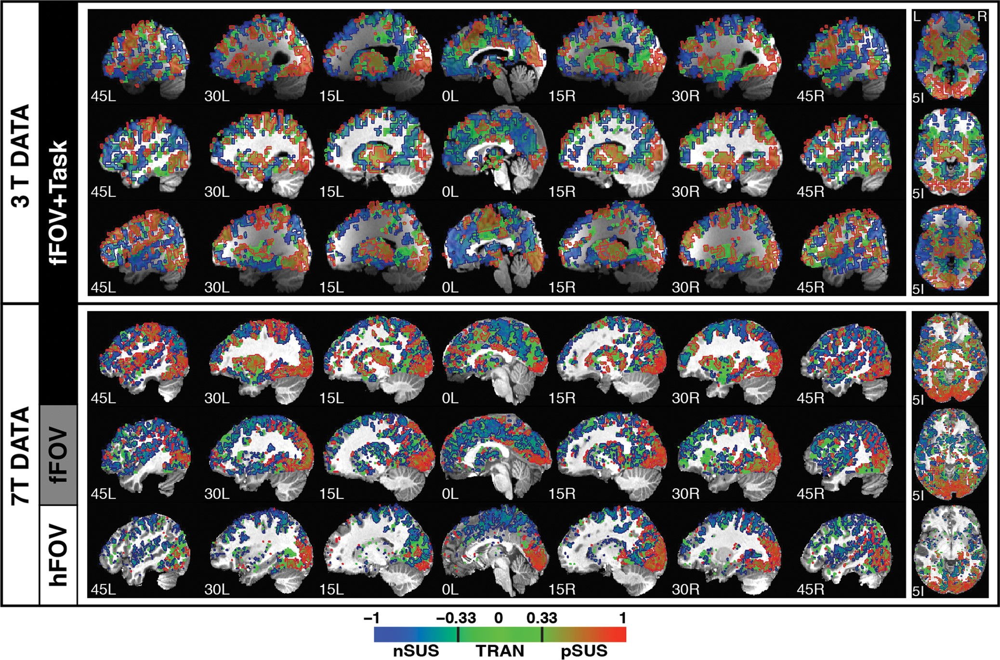 3 T DATA
fFOV+Task
L R
45L 30L 15L 0L 15R 30R 45R 5I
45L 30L 15L 0L 15R 30R 45R 5I
45L 30L 15L 0L 15R 30R 45R 5I
7T DATA
45L 30L 15L 0L 15R 30R 45R 5I
fFOV
45L 30L 15L 0L 15R 30R 45R 5I
hFOV
45L 30L 15L 0L 15R 30R 45R 5I
−1 −0.33 0 0.33 1
nSUS TRAN pSUS